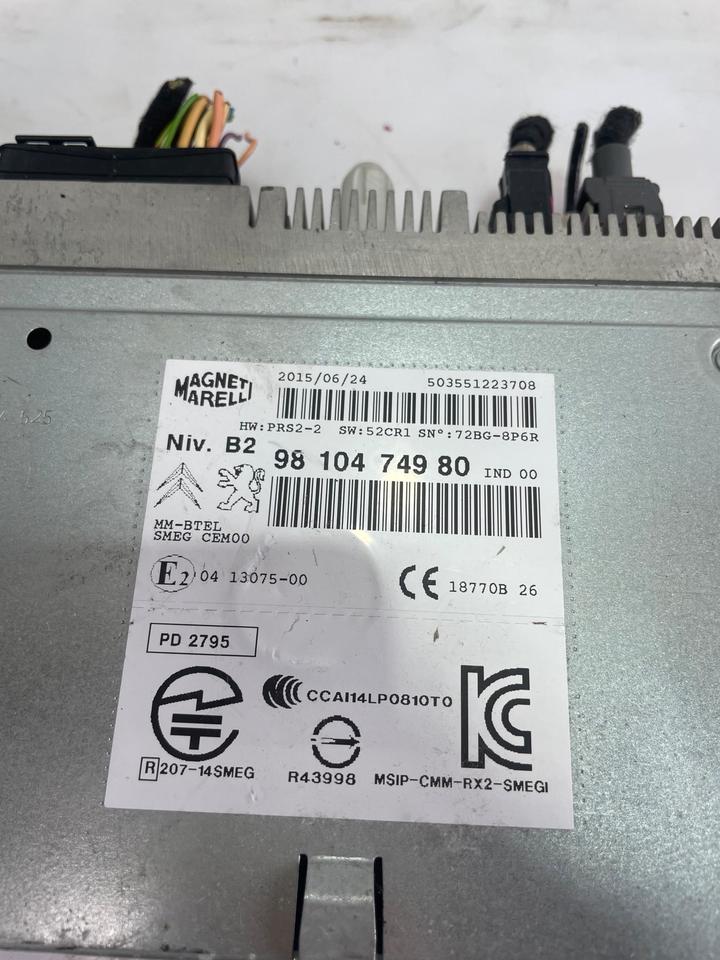 MAGNETI
MARELLI
2015/06/24 503551223708
HW:PRS2-2 SW:52CR1 SN°:72BG-8P6R
Niv. B2
98 104 749 80 IND 00
MM-BTEL
SMEG CEM00
E2 04 13075-00
CE 18770B 26
PD 2795
CCAI14LP0810T0
R 207-14SMEG
R43998
MSIP-CMM-RX2-SMEGI